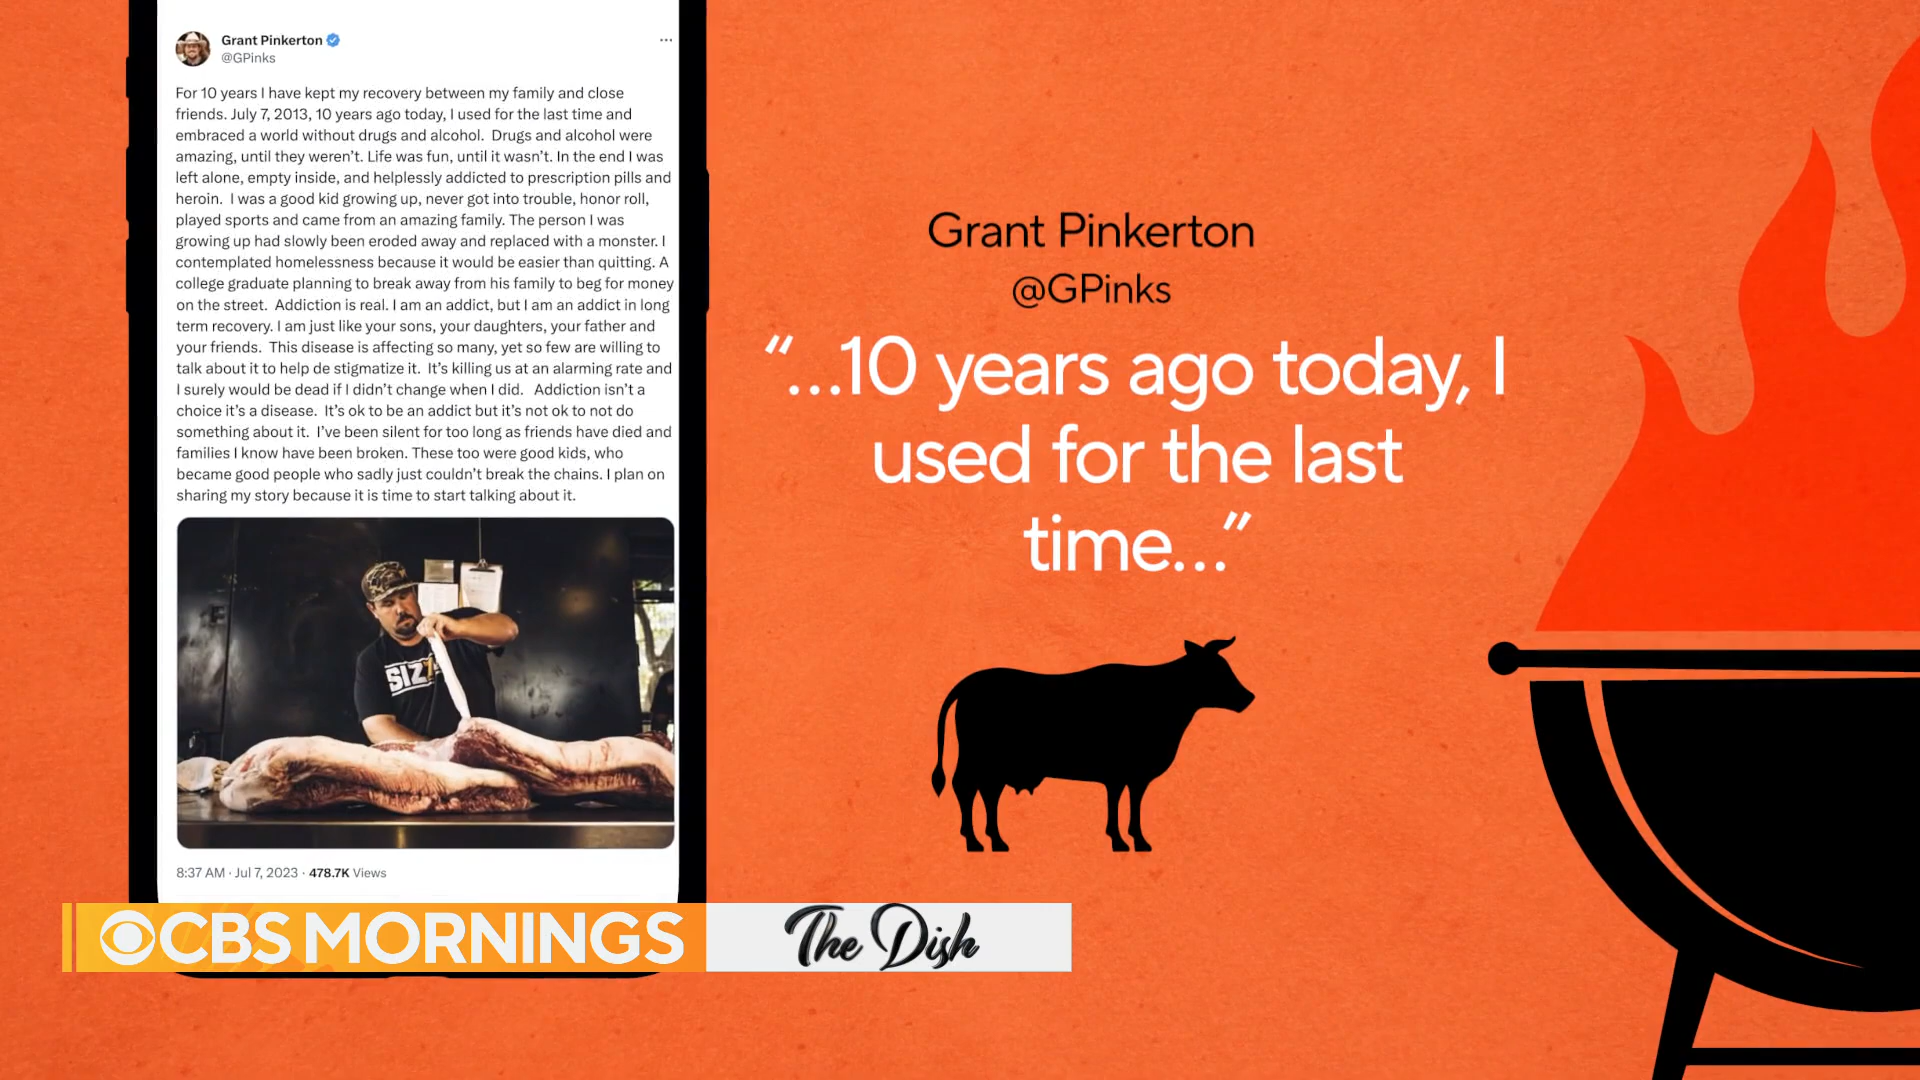 Grant Pinkerton
@GPinks
For 10 years I have kept my recovery between my family and close
friends. July 7, 2013, 10 years ago today, I used for the last time and
embraced a world without drugs and alcohol.  Drugs and alcohol were
amazing, until they weren't. Life was fun, until it wasn't. In the end I was
left alone, empty inside, and helplessly addicted to prescription pills and
heroin.  I was a good kid growing up, never got into trouble, honor roll,
played sports and came from an amazing family. The person I was
growing up had slowly been eroded away and replaced with a monster. I
contemplated homelessness because it would be easier than quitting. A
college graduate planning to break away from his family to beg for money
on the street.  Addiction is real. I am an addict, but I am an addict in long
term recovery. I am just like your sons, your daughters, your father and
your friends.  This disease is affecting so many, yet so few are willing to
talk about it to help de stigmatize it.  It's killing us at an alarming rate and
I surely would be dead if I didn't change when I did.   Addiction isn't a
choice it's a disease.  It's ok to be an addict but it's not ok to not do
something about it.  I've been silent for too long as friends have died and
families I know have been broken. These too were good kids, who
became good people who sadly just couldn't break the chains. I plan on
sharing my story because it is time to start talking about it.
8:37 AM · Jul 7, 2023 · 478.7K Views
Grant Pinkerton
@GPinks
"...10 years ago today, I
used for the last
time..."
CBS MORNINGS
The Dish